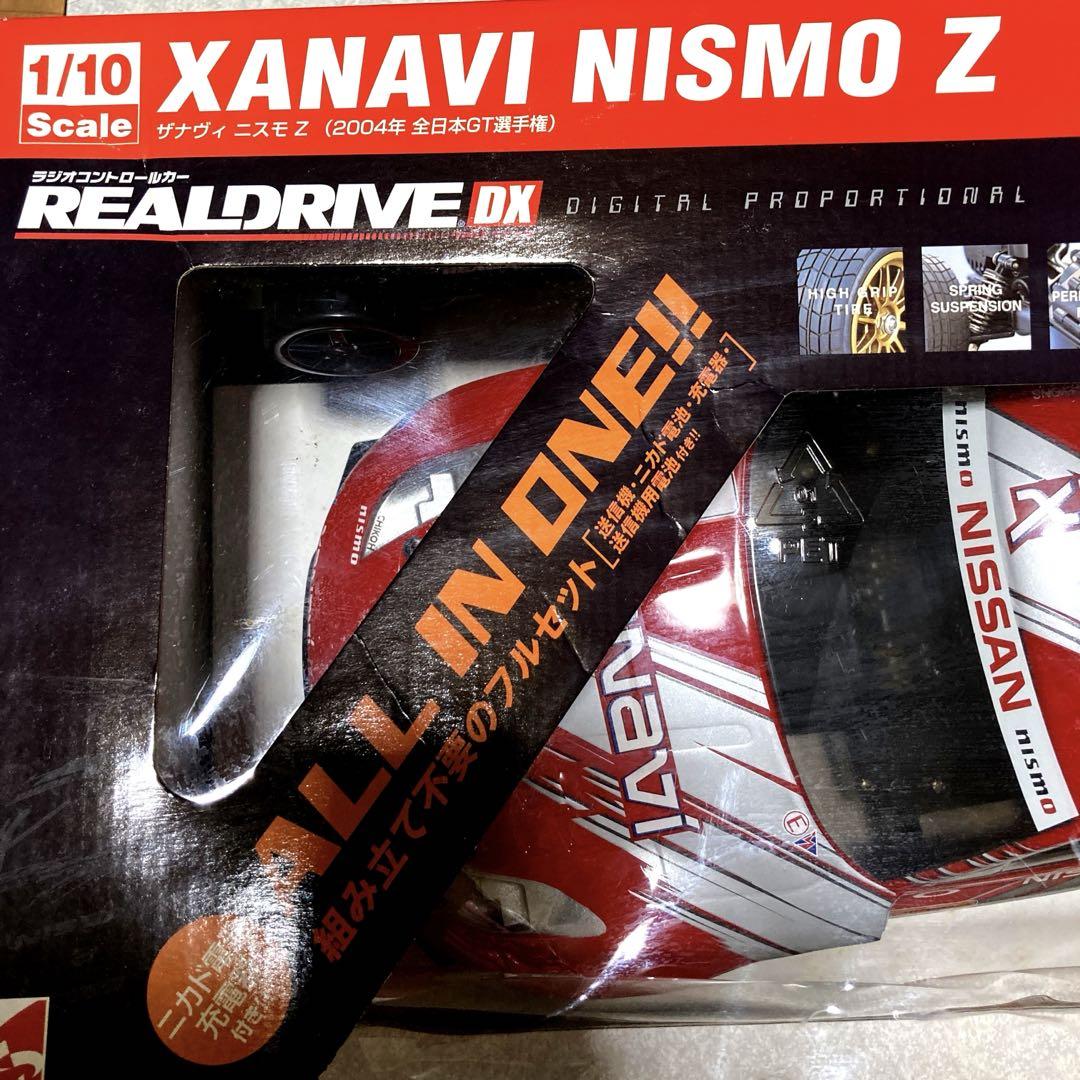 1/10
Scale
XANAVI NISMO Z
ザナヴィ ニスモ Z (2004年 全日本GT選手権)
ラジオコントロールカー
REALDRIVE DX
DIGITAL PROPORTIONAL
HIGH GRIP
TIRE
SPRING
SUSPENSION
ALL IN ONE!!
組み立て不要のフルセット
送信機・ニカド電池・充電器・
送信機用電池付き!!
ニカド電
充電
付き
nismo
nismo
NISSAN
nismo